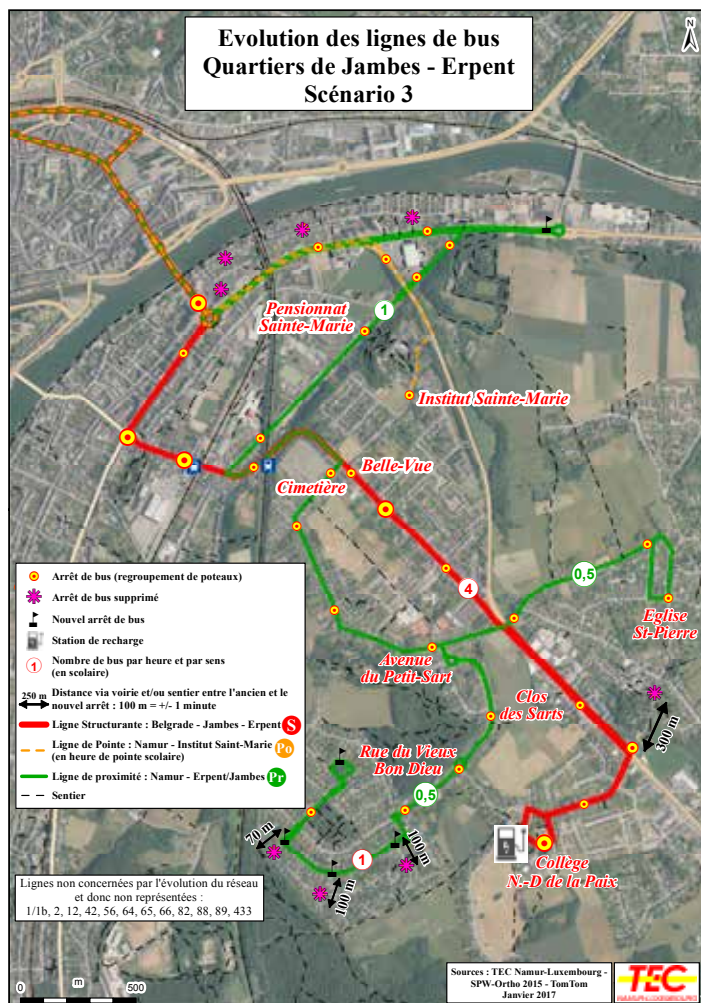 Evolution des lignes de bus
Quartiers de Jambes - Erpent
Scénario 3
N
Pensionnat
Sainte-Marie
1
Institut Sainte-Marie
Belle-Vue
Cimetière
4
0,5
Eglise
St-Pierre
Avenue
du Petit-Sart
Clos
des Sarts
300 m
Rue du Vieux
Bon Dieu
0,5
70 m
1
100 m
100 m
Collège
N.-D de la Paix
Arrêt de bus (regroupement de poteaux)
Arrêt de bus supprimé
Nouvel arrêt de bus
Station de recharge
1 Nombre de bus par heure et par sens
(en scolaire)
250 m Distance via voirie et/ou sentier entre l'ancien et le
nouvel arrêt : 100 m = +/- 1 minute
Ligne Structurante : Belgrade - Jambes - Erpent S
Ligne de Pointe : Namur - Institut Saint-Marie Po
(en heure de pointe scolaire)
Ligne de proximité : Namur - Erpent/Jambes Pr
Sentier
Lignes non concernées par l'évolution du réseau
et donc non représentées :
1/1b, 2, 12, 42, 56, 64, 65, 66, 82, 88, 89, 433
0 m 500
Sources : TEC Namur-Luxembourg -
SPW-Ortho 2015 - TomTom
Janvier 2017
TEC
NAMUR-LUXEMBOURG